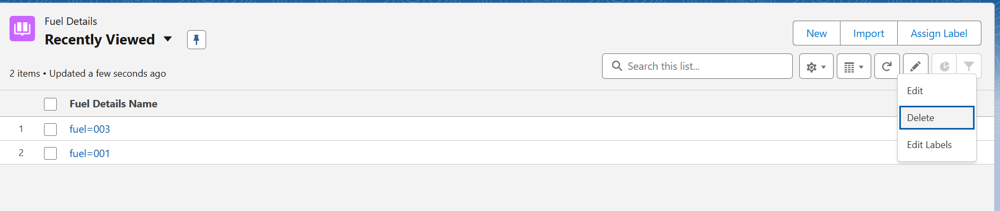 Fuel Details
Recently Viewed
New Import Assign Label
2 items • Updated a few seconds ago
Search this list...
Edit
Delete
Edit Labels
Fuel Details Name
1 fuel=003
2 fuel=001